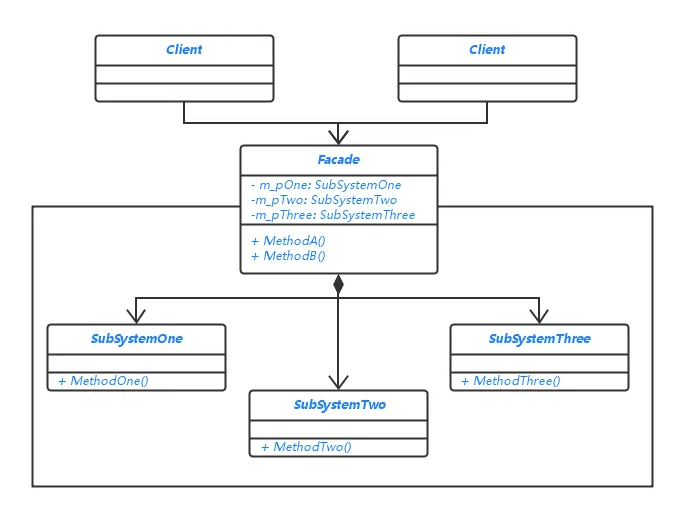 Client
Client
Facade
- m_pOne: SubSystemOne
-m_pTwo: SubSystemTwo
-m_pThree: SubSystemThree
+ MethodA()
+ MethodB()
SubSystemOne
+ MethodOne()
SubSystemThree
+ MethodThree()
SubSystemTwo
+ MethodTwo()